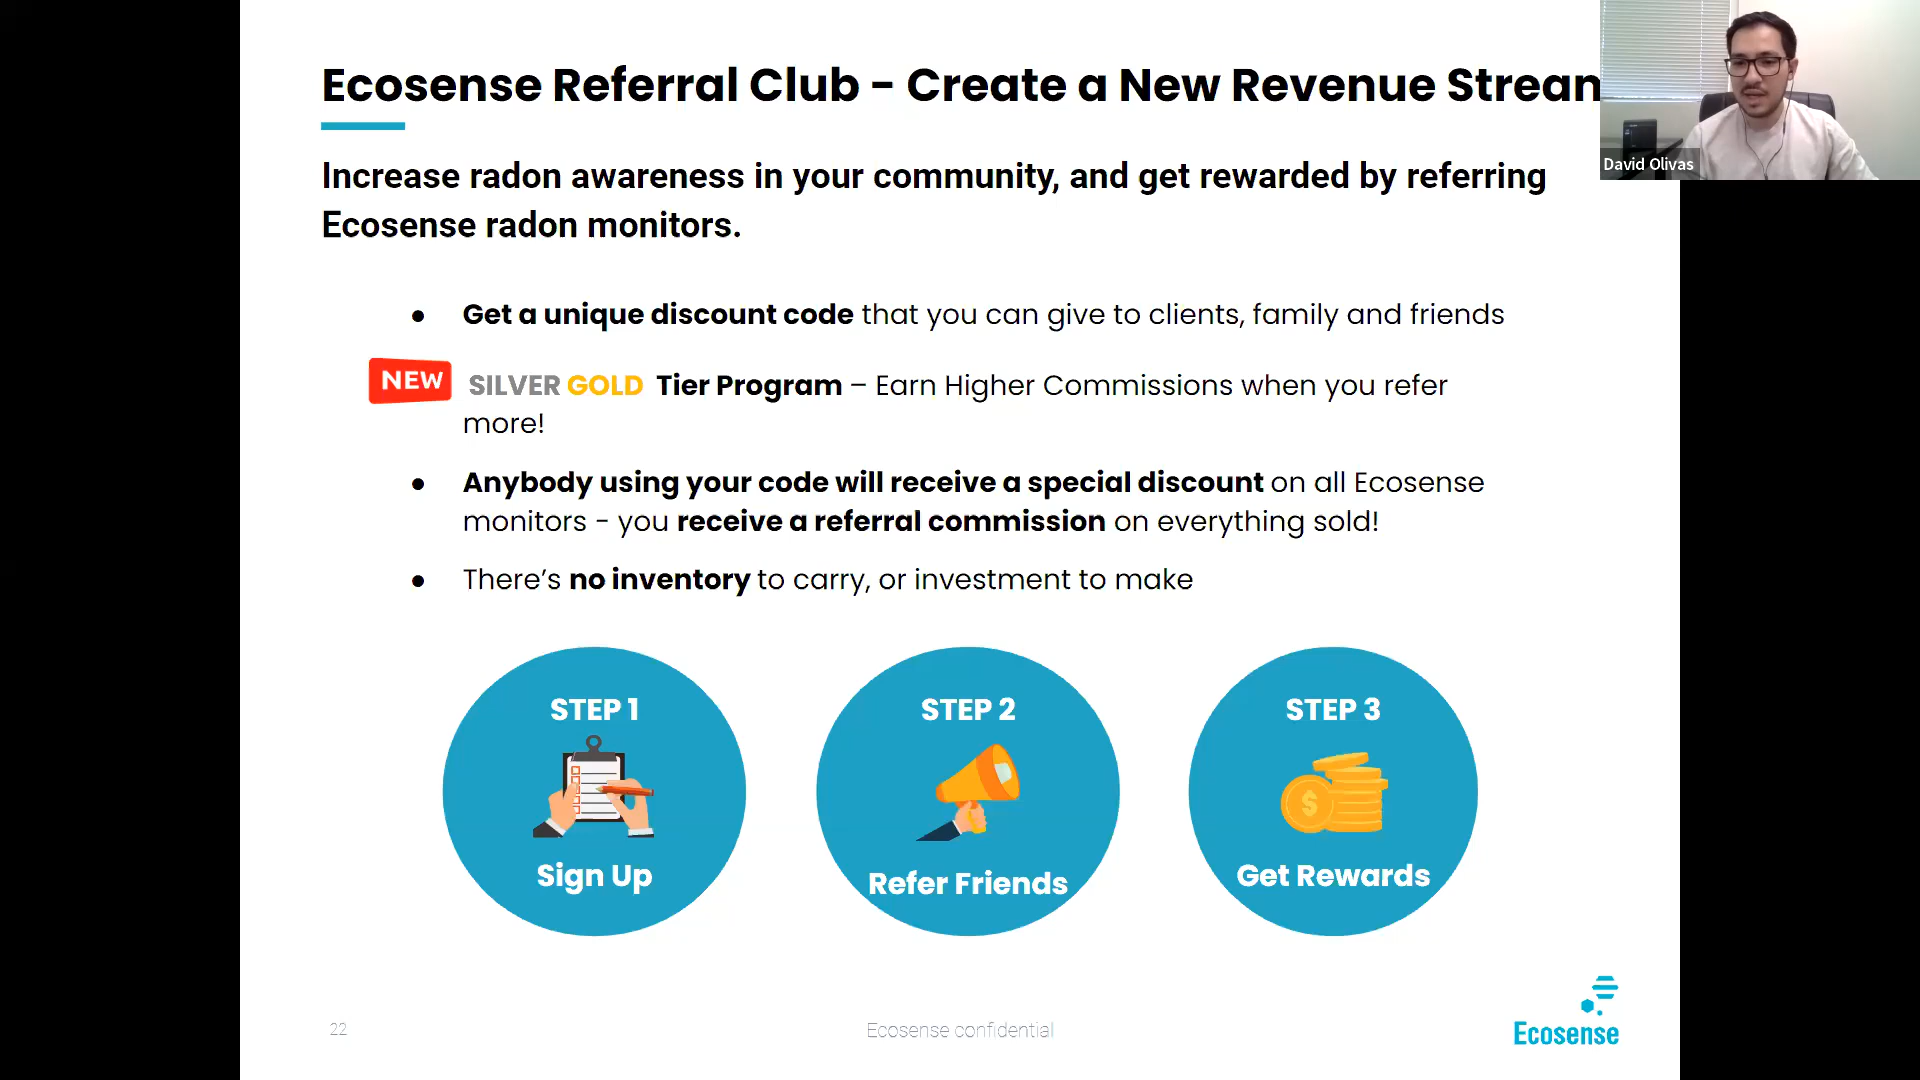 Ecosense Referral Club - Create a New Revenue Strean
David Olivas
Increase radon awareness in your community, and get rewarded by referring
Ecosense radon monitors.
● Get a unique discount code that you can give to clients, family and friends
NEW SILVER GOLD Tier Program – Earn Higher Commissions when you refer
more!
● Anybody using your code will receive a special discount on all Ecosense
monitors - you receive a referral commission on everything sold!
● There’s no inventory to carry, or investment to make
STEP 1
Sign Up
STEP 2
Refer Friends
STEP 3
$
Get Rewards
22
Ecosense confidential
Ecosense